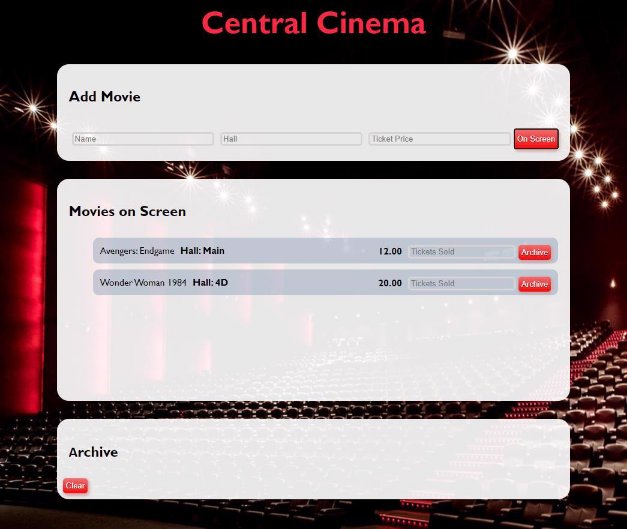 Central Cinema
Add Movie
Name Hall Ticket Price On Screen
Movies on Screen
Avengers: Endgame Hall: Main 12.00 Tickets Sold Archive
Wonder Woman 1984 Hall: 4D 20.00 Tickets Sold Archive
Archive
Clear